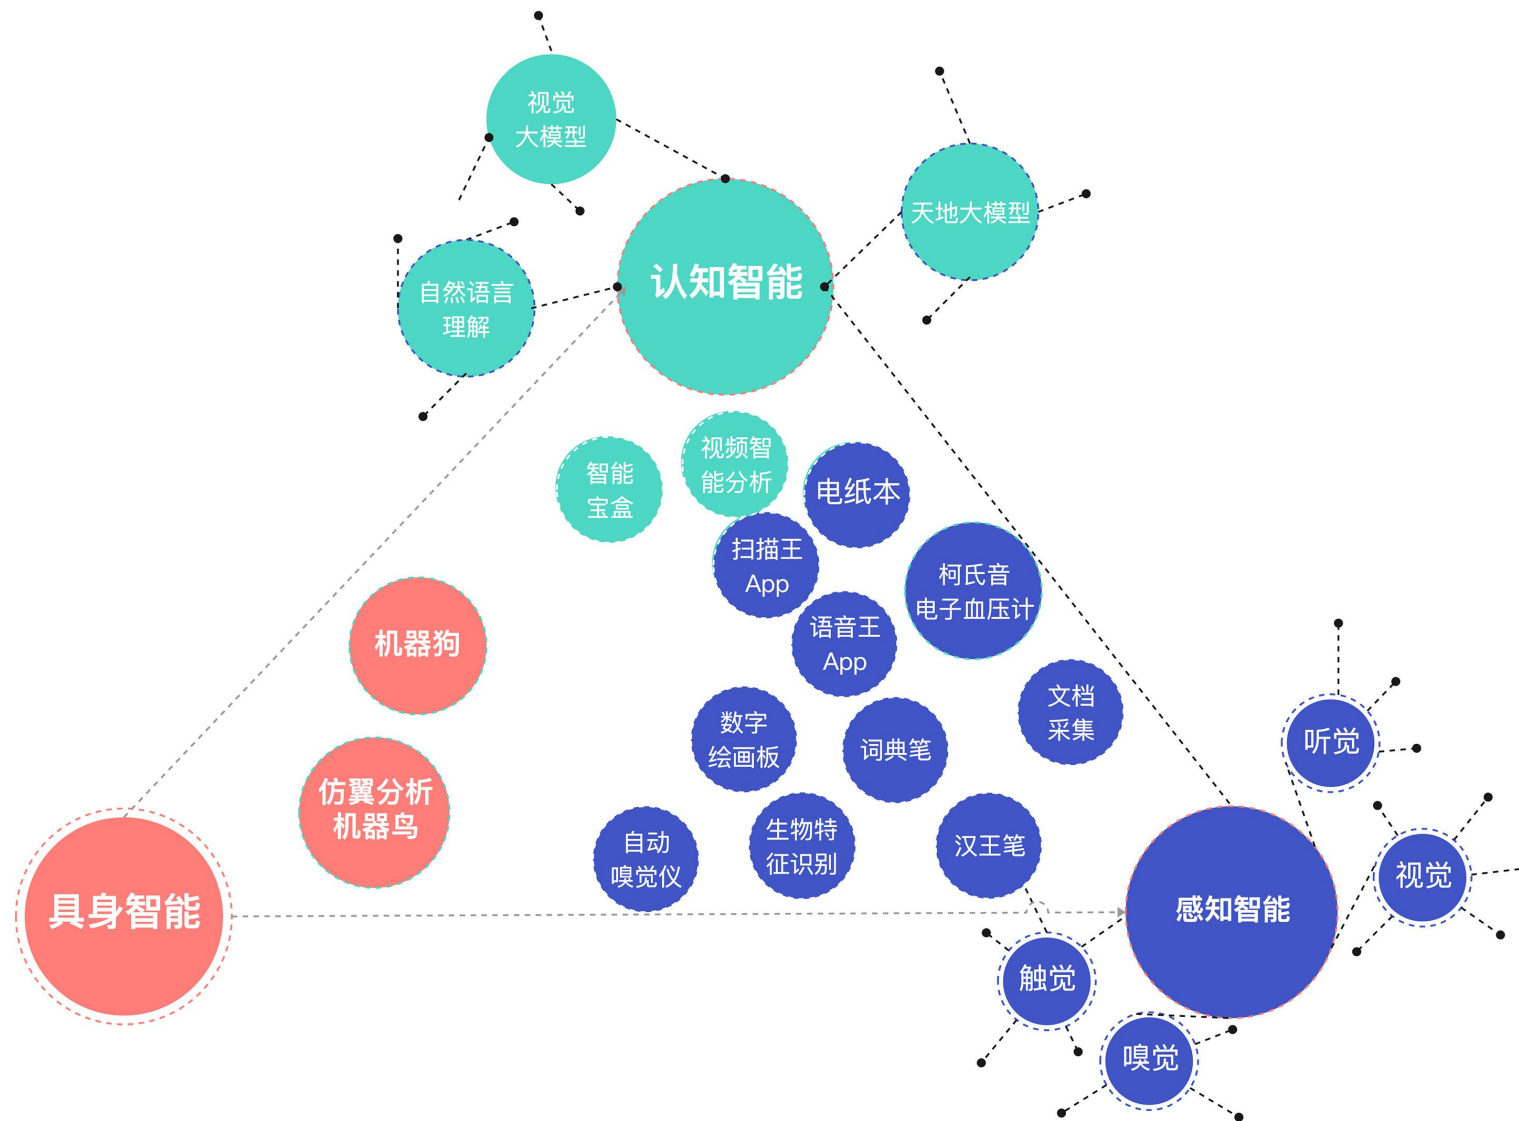 视觉
大模型
天地大模型
认知智能
自然语言
理解
视频智
能分析
智能
宝盒
电纸本
扫描王
App
柯氏音
电子血压计
语音王
App
机器狗
文档
采集
数字
绘画板
词典笔
听觉
仿翼分析
机器鸟
自动
嗅觉仪
生物特
征识别
汉王笔
视觉
具身智能
感知智能
触觉
嗅觉